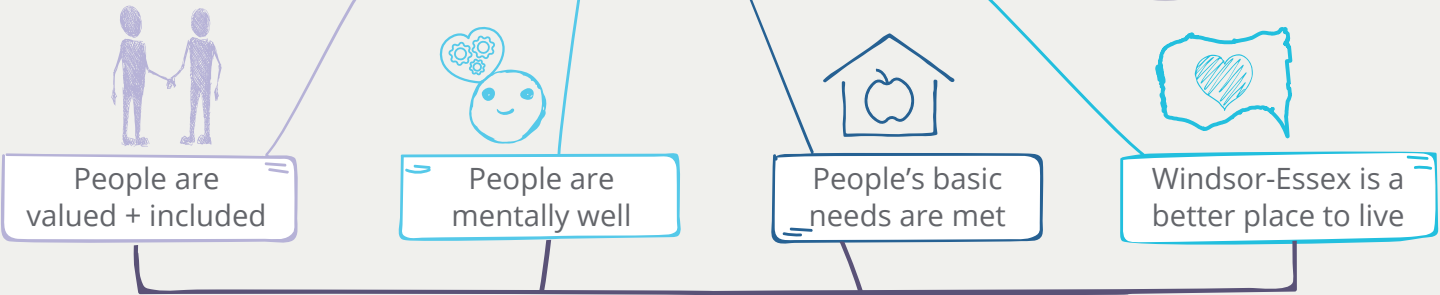 People are
valued + included
People are
mentally well
People’s basic
needs are met
Windsor-Essex is a
better place to live